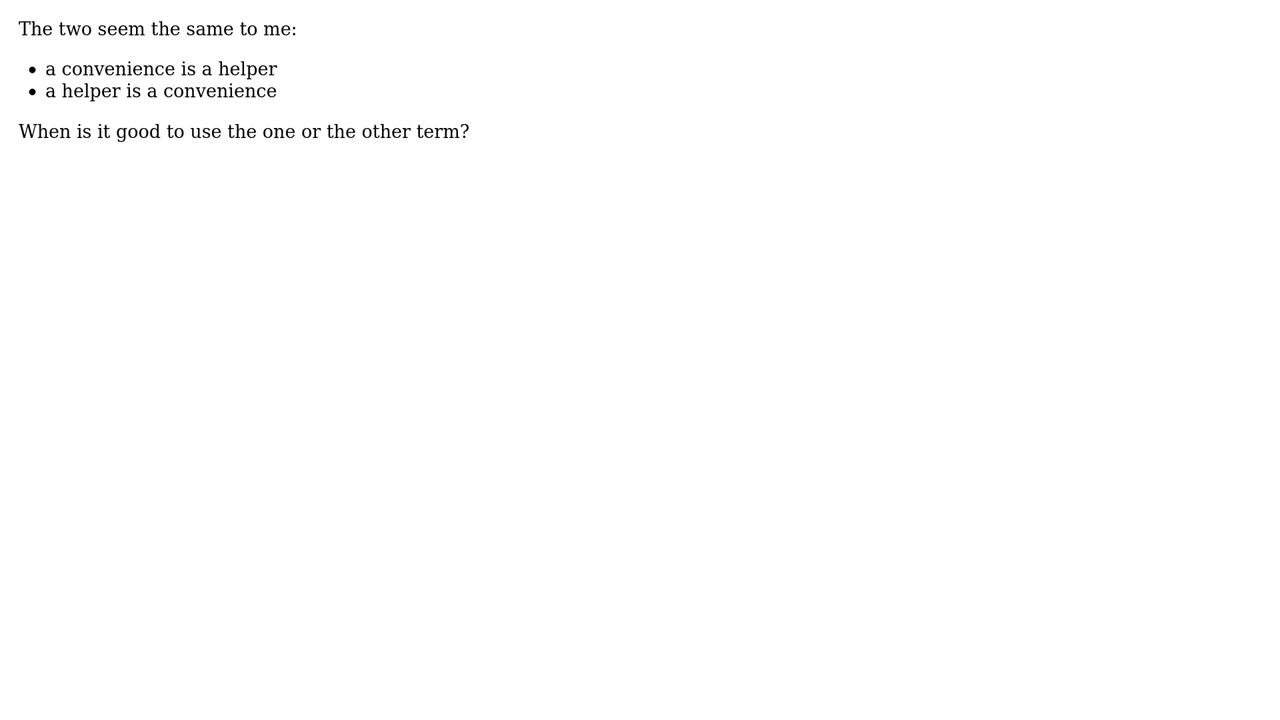 The two seem the same to me:
• a convenience is a helper
• a helper is a convenience
When is it good to use the one or the other term?